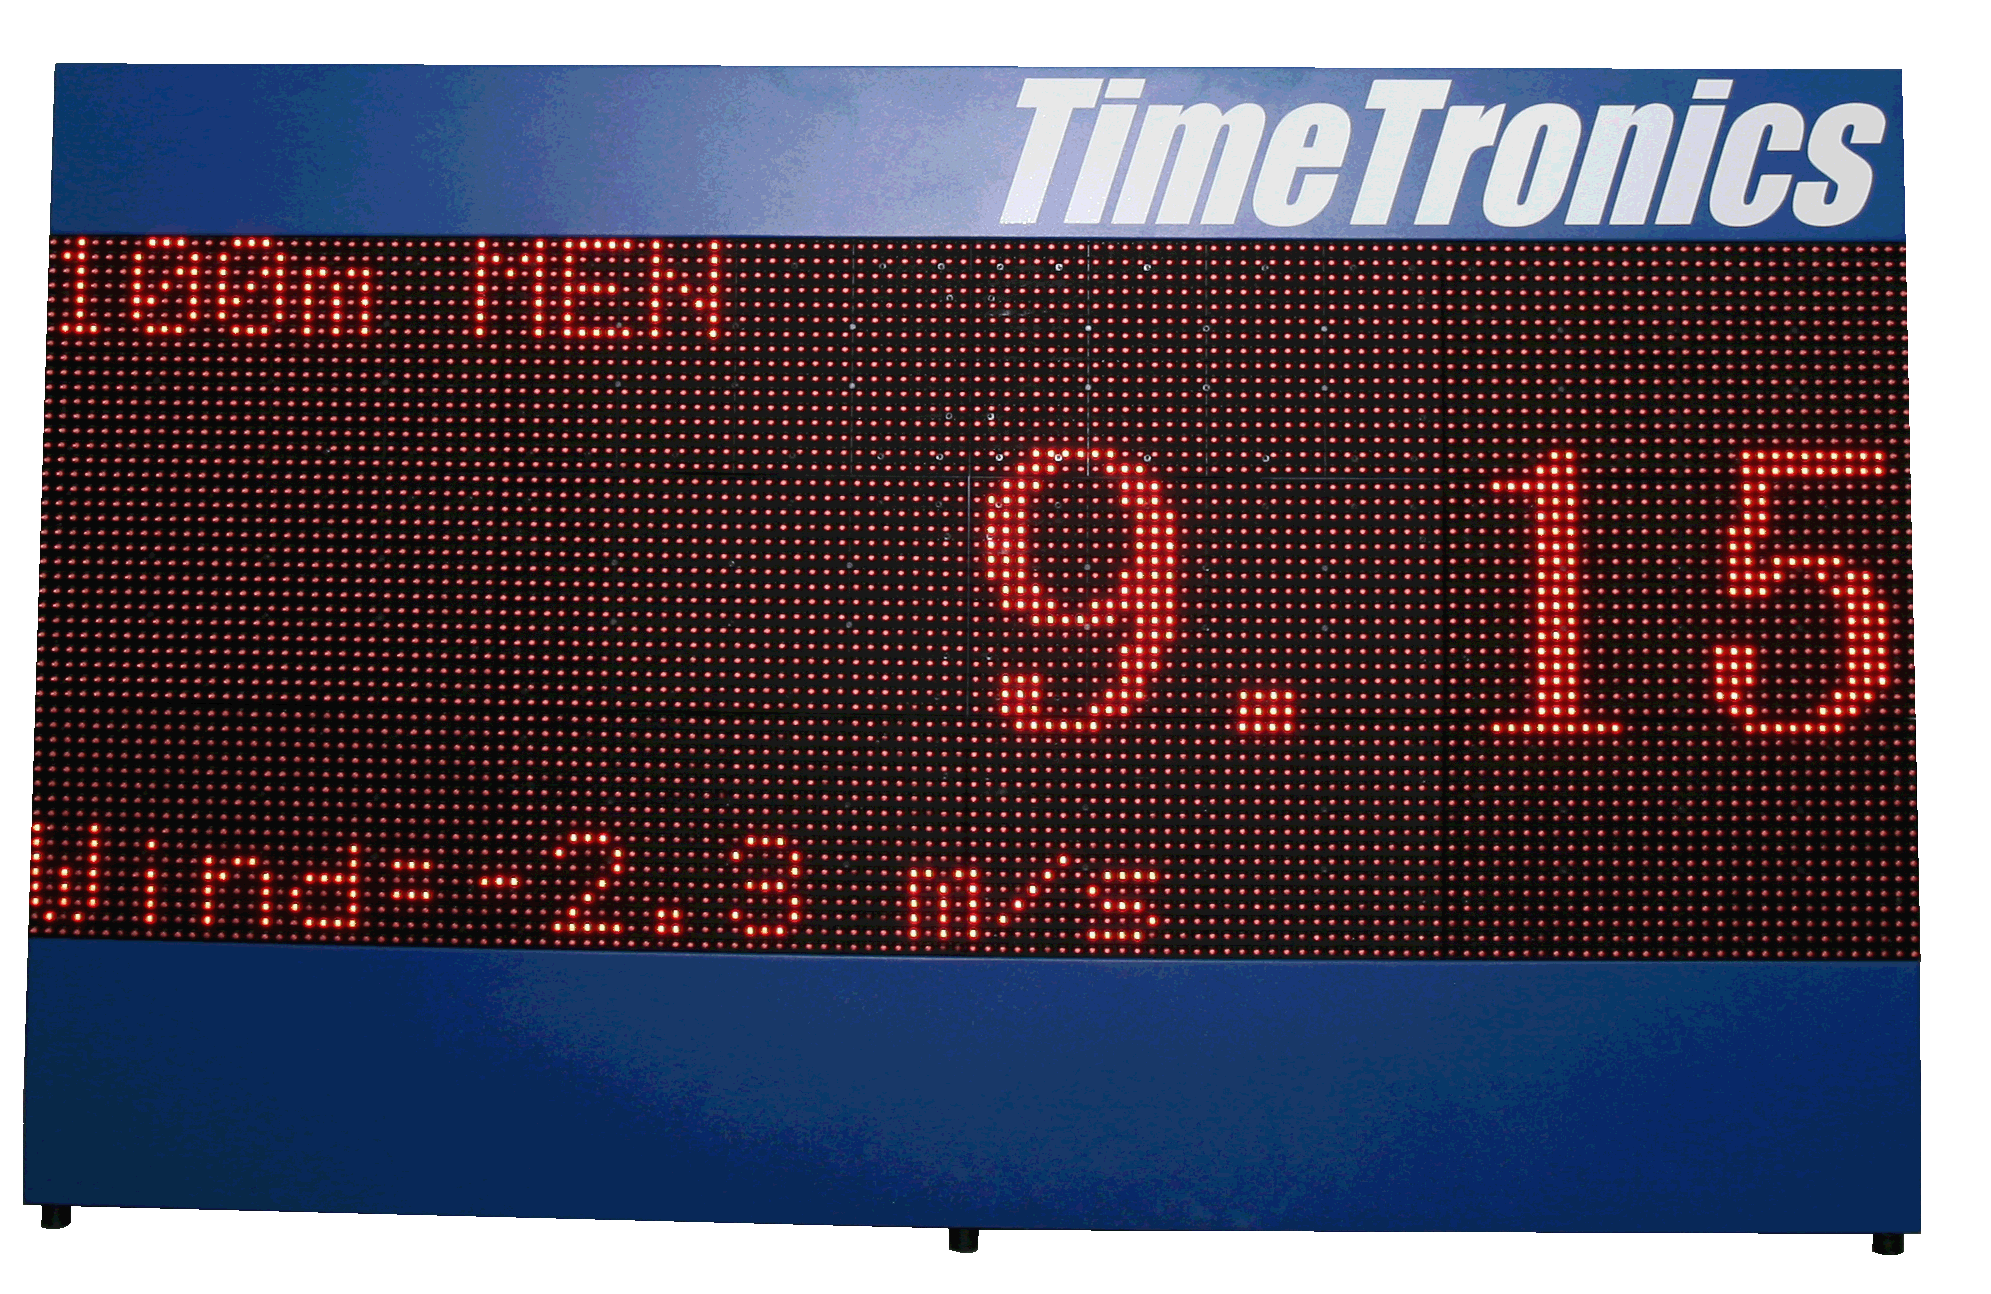 TimeTronics
100m MEN
9.15
Wind=-2.3 m/s